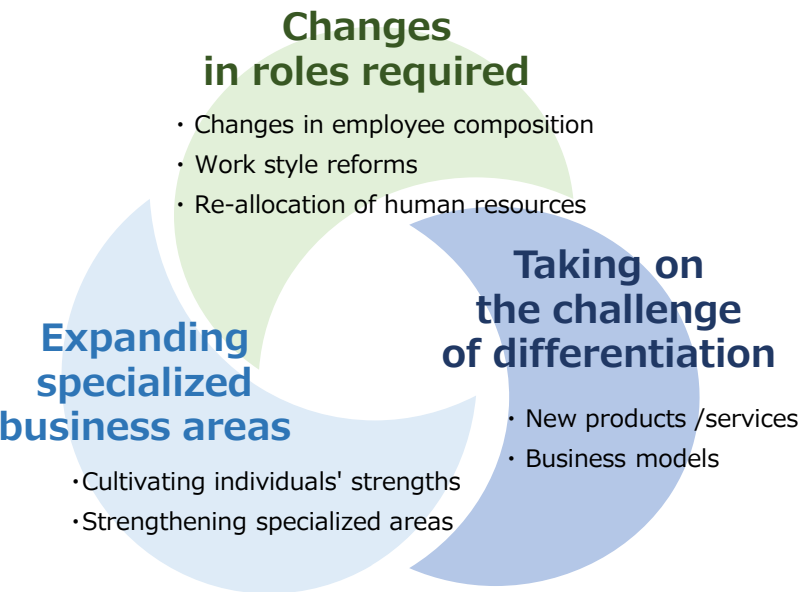 Changes
in roles required
・Changes in employee composition
・Work style reforms
・Re-allocation of human resources
Taking on
the challenge
of differentiation
・New products /services
・Business models
Expanding
specialized
business areas
・Cultivating individuals' strengths
・Strengthening specialized areas